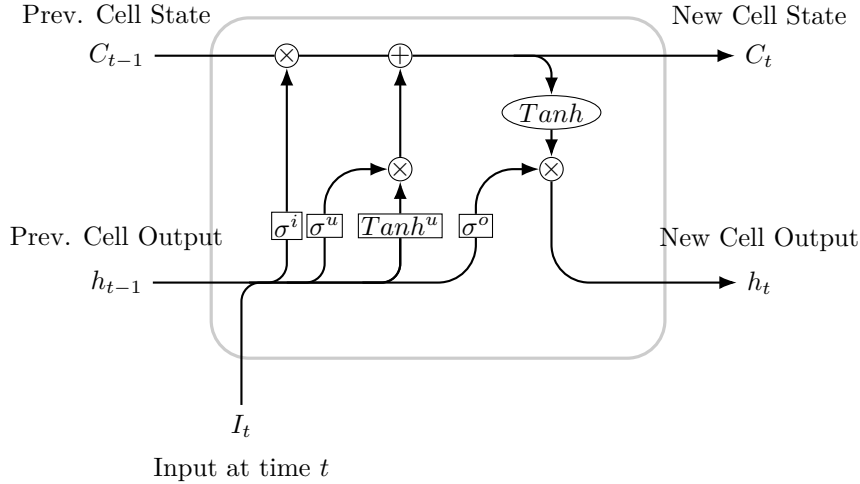 Prev. Cell State
New Cell State
C_{t−1}
×
+
C_t
Tanh
×
×
σ^i
σ^u
Tanh^u
σ^o
Prev. Cell Output
New Cell Output
h_{t−1}
h_t
I_t
Input at time t